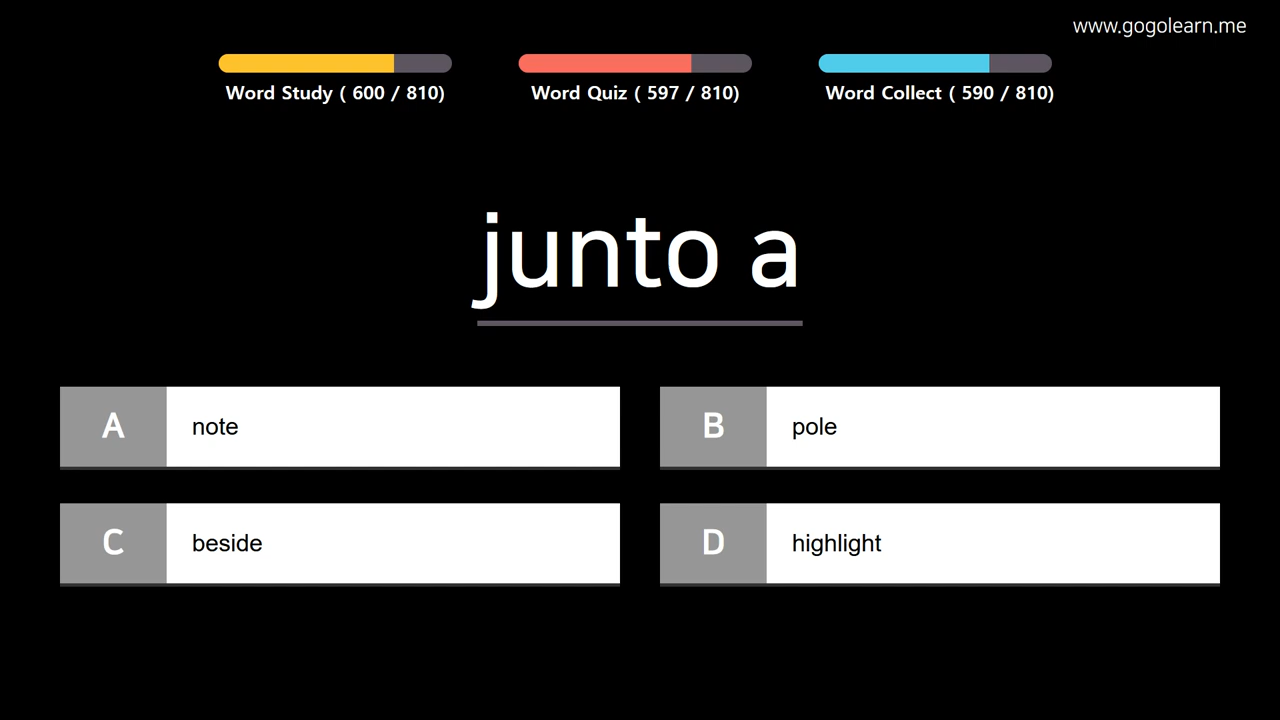 www.gogolearn.me
Word Study ( 600 / 810)
Word Quiz ( 597 / 810)
Word Collect ( 590 / 810)
junto a
A note
B pole
C beside
D highlight